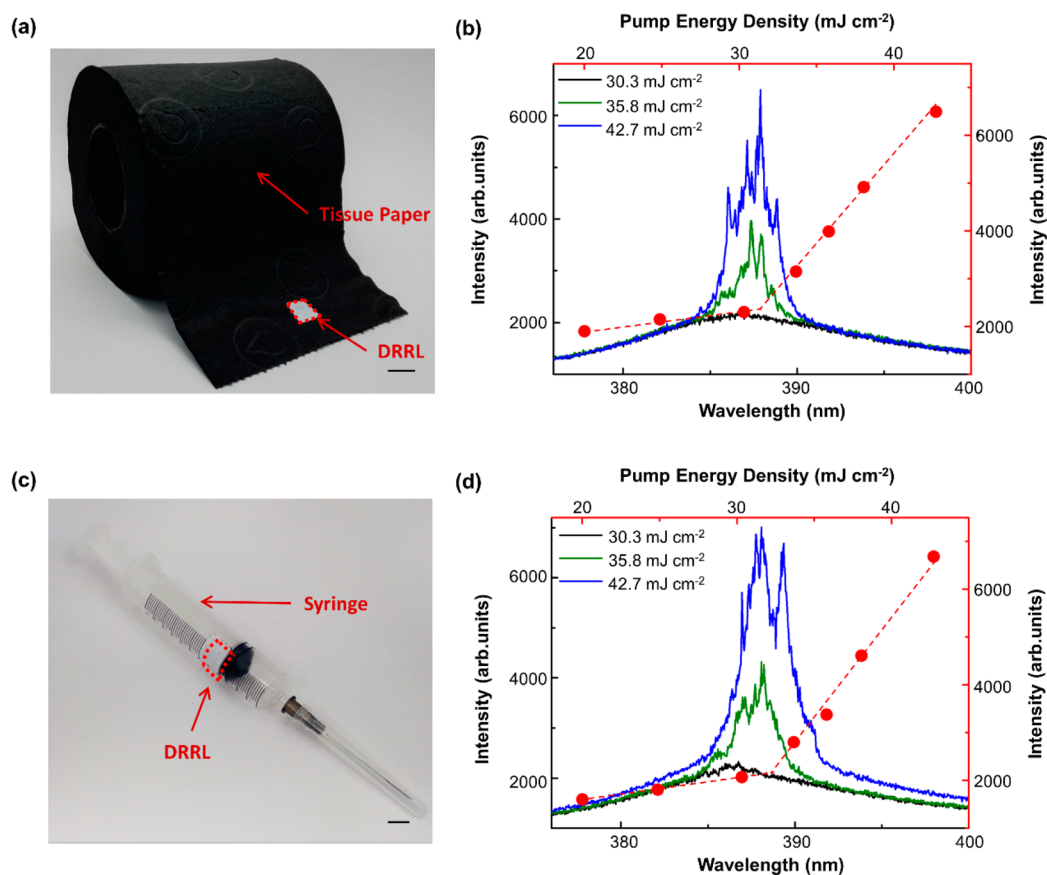 (a)
Tissue Paper
DRRL
(b)
Pump Energy Density (mJ cm⁻²)
20 30 40
30.3 mJ cm⁻²
35.8 mJ cm⁻²
42.7 mJ cm⁻²
6000
4000
2000
Intensity (arb.units)
6000
4000
2000
Intensity (arb.units)
380 390 400
Wavelength (nm)
(c)
Syringe
DRRL
(d)
Pump Energy Density (mJ cm⁻²)
20 30 40
30.3 mJ cm⁻²
35.8 mJ cm⁻²
42.7 mJ cm⁻²
6000
4000
2000
Intensity (arb.units)
6000
4000
2000
Intensity (arb.units)
380 390 400
Wavelength (nm)